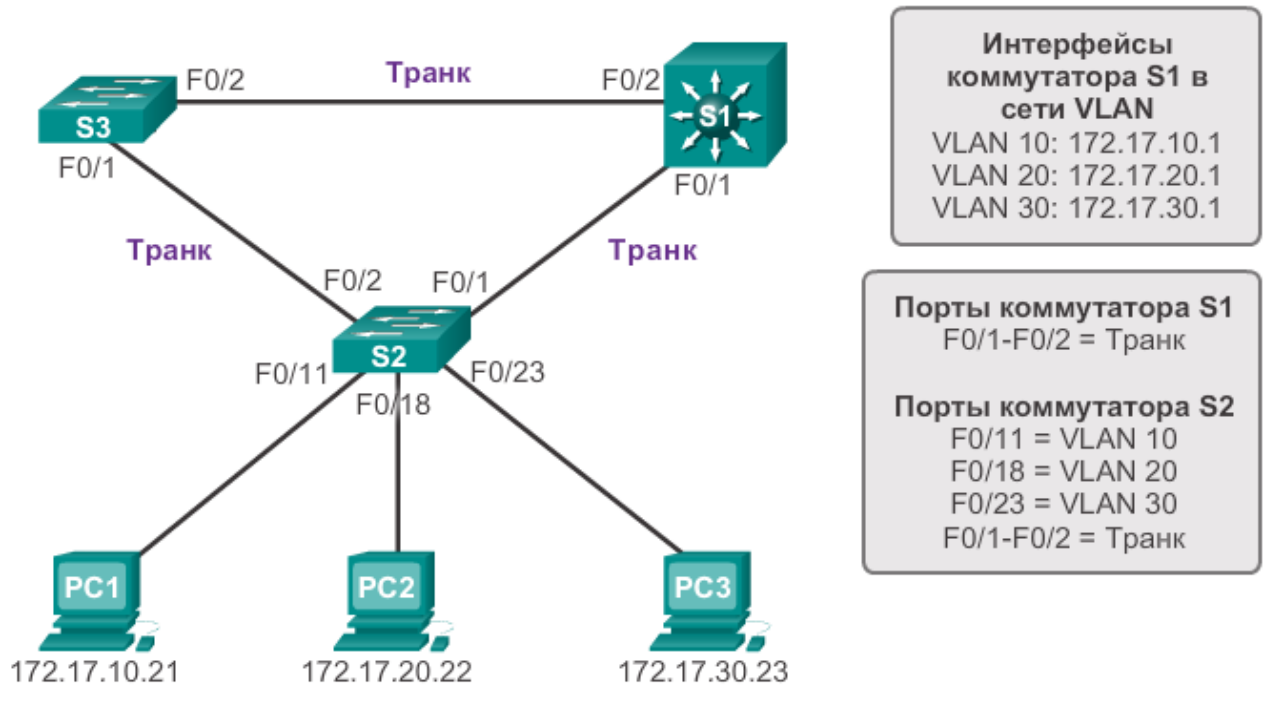 F0/2
Транк
F0/2
S3
S1
F0/1
F0/1
Транк
Транк
F0/2
F0/1
S2
F0/11
F0/18
F0/23
PC1
PC2
PC3
172.17.10.21
172.17.20.22
172.17.30.23
Интерфейсы
коммутатора S1 в
сети VLAN
VLAN 10: 172.17.10.1
VLAN 20: 172.17.20.1
VLAN 30: 172.17.30.1
Порты коммутатора S1
F0/1-F0/2 = Транк
Порты коммутатора S2
F0/11 = VLAN 10
F0/18 = VLAN 20
F0/23 = VLAN 30
F0/1-F0/2 = Транк